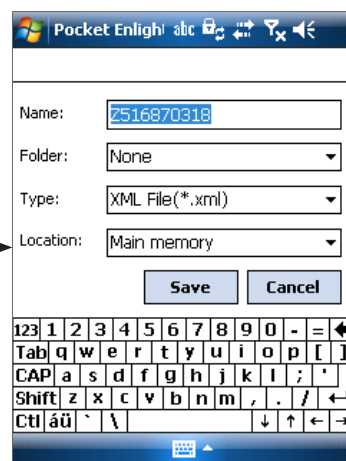 Pocket Enligh abc
Name: Z516870318
Folder: None
Type: XML File(*.xml)
Location: Main memory
Save Cancel
123 1 2 3 4 5 6 7 8 9 0 - =
Tab q w e r t y u i o p [ ]
CAP a s d f g h j k l ; '
Shift z x c v b n m , . /
Ctl áü ` \